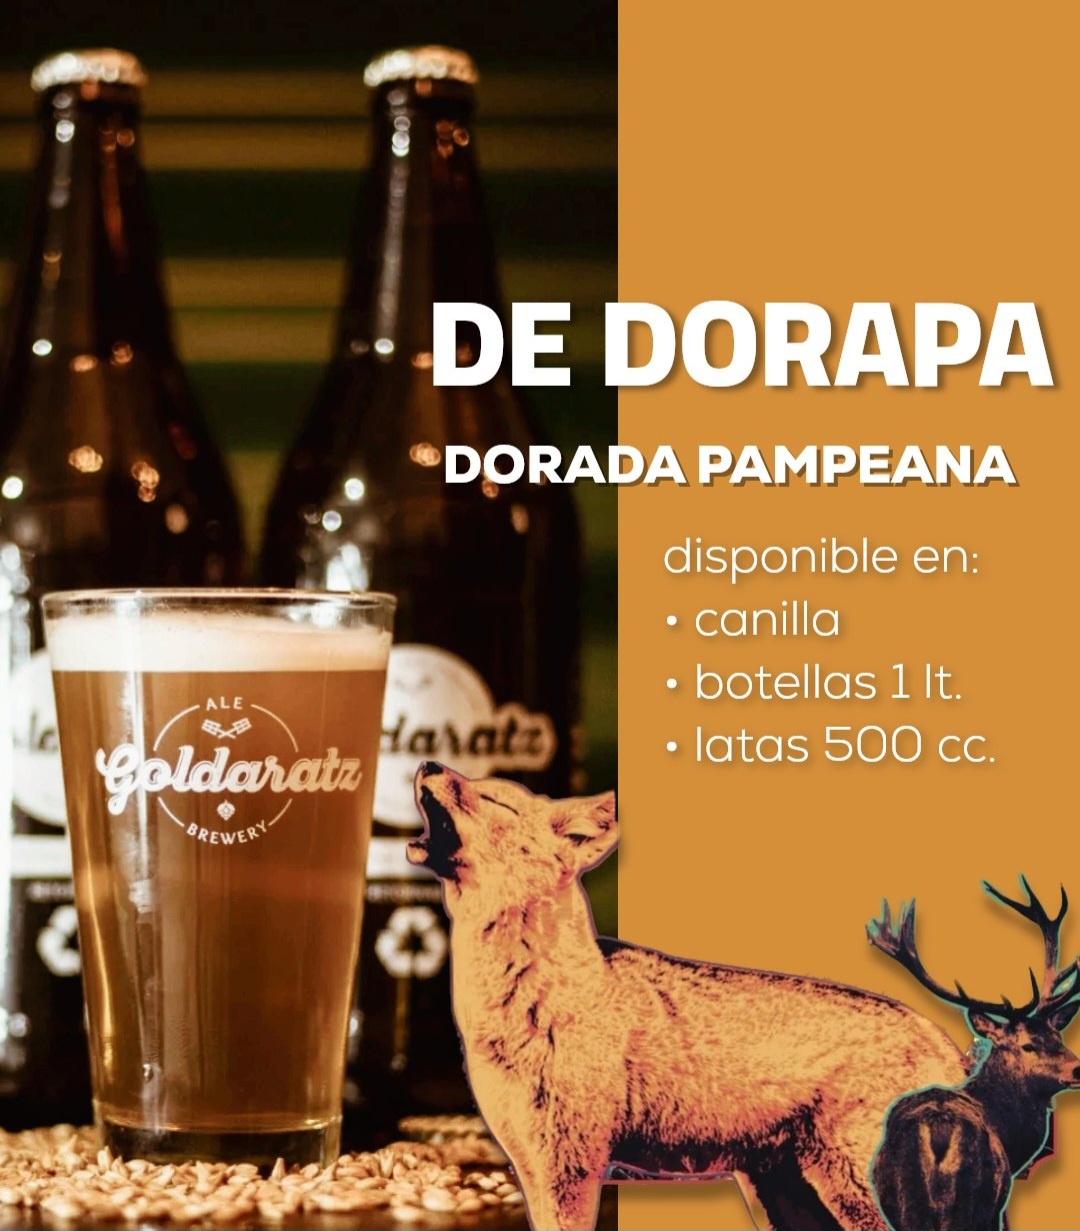 DE DORAPA
DORADA PAMPEANA
disponible en:
• canilla
• botellas 1 lt.
• latas 500 cc.
ALE
Goldaratz
BREWERY